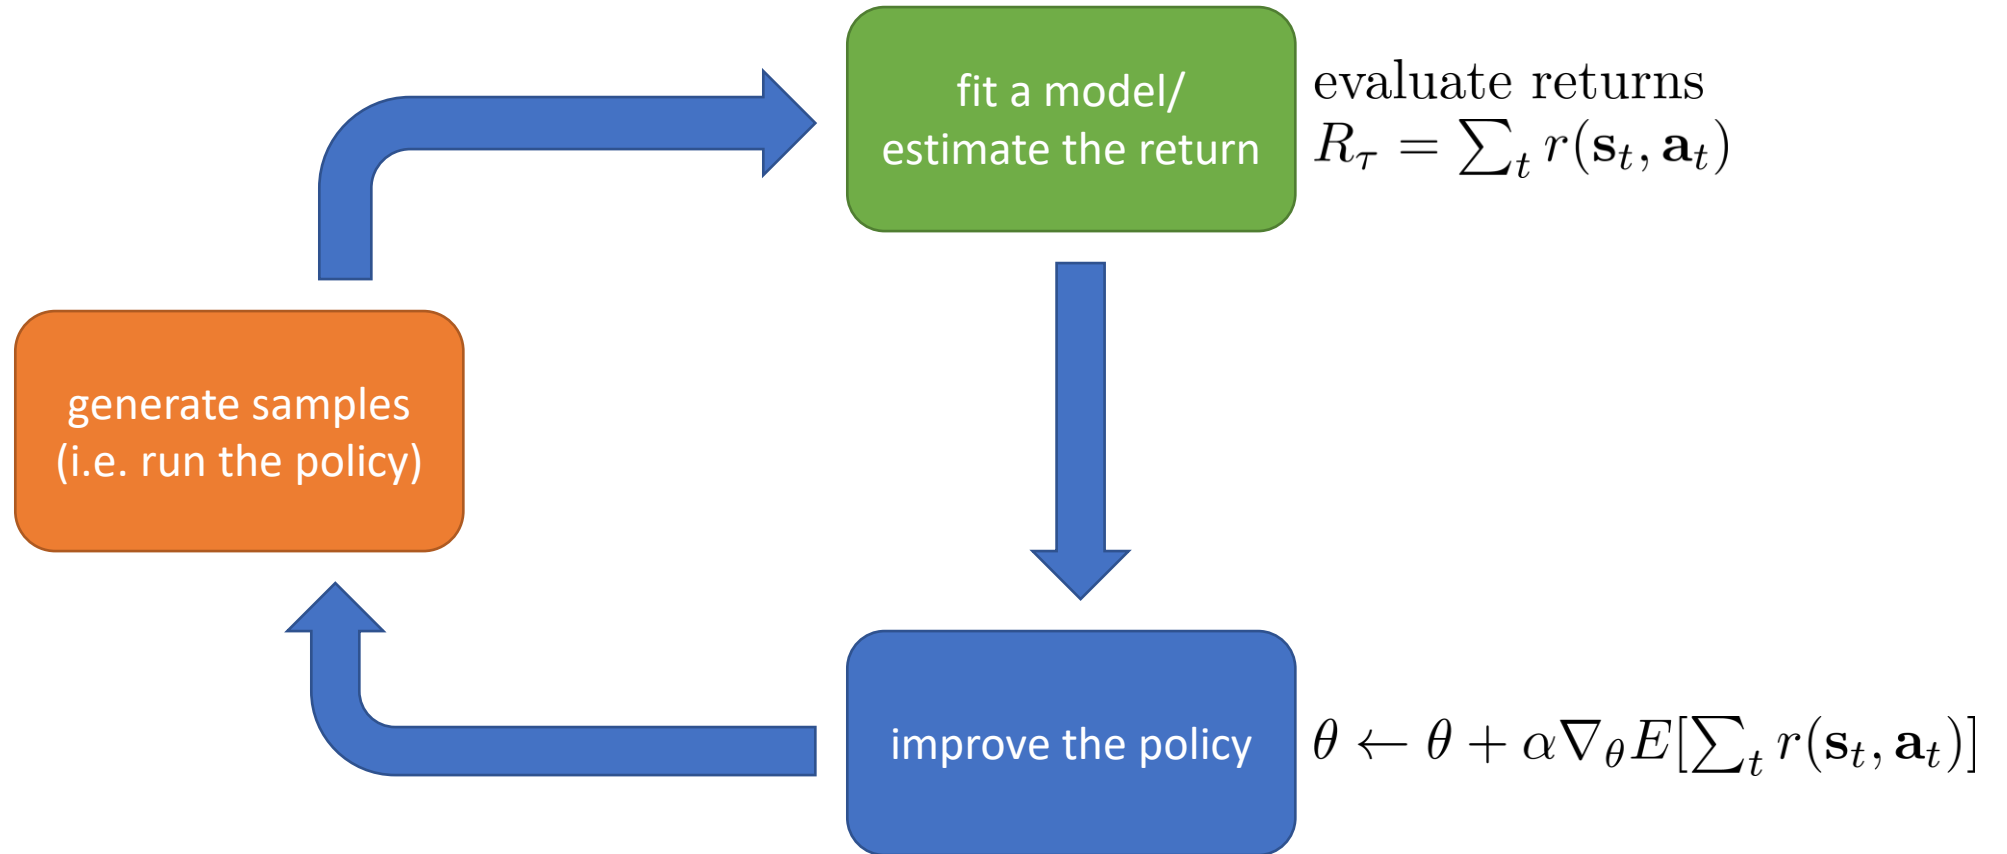 fit a model/
estimate the return
evaluate returns
R_τ = ∑_t r(s_t, a_t)
generate samples
(i.e. run the policy)
improve the policy
θ ← θ + α∇_θ E[∑_t r(s_t, a_t)]